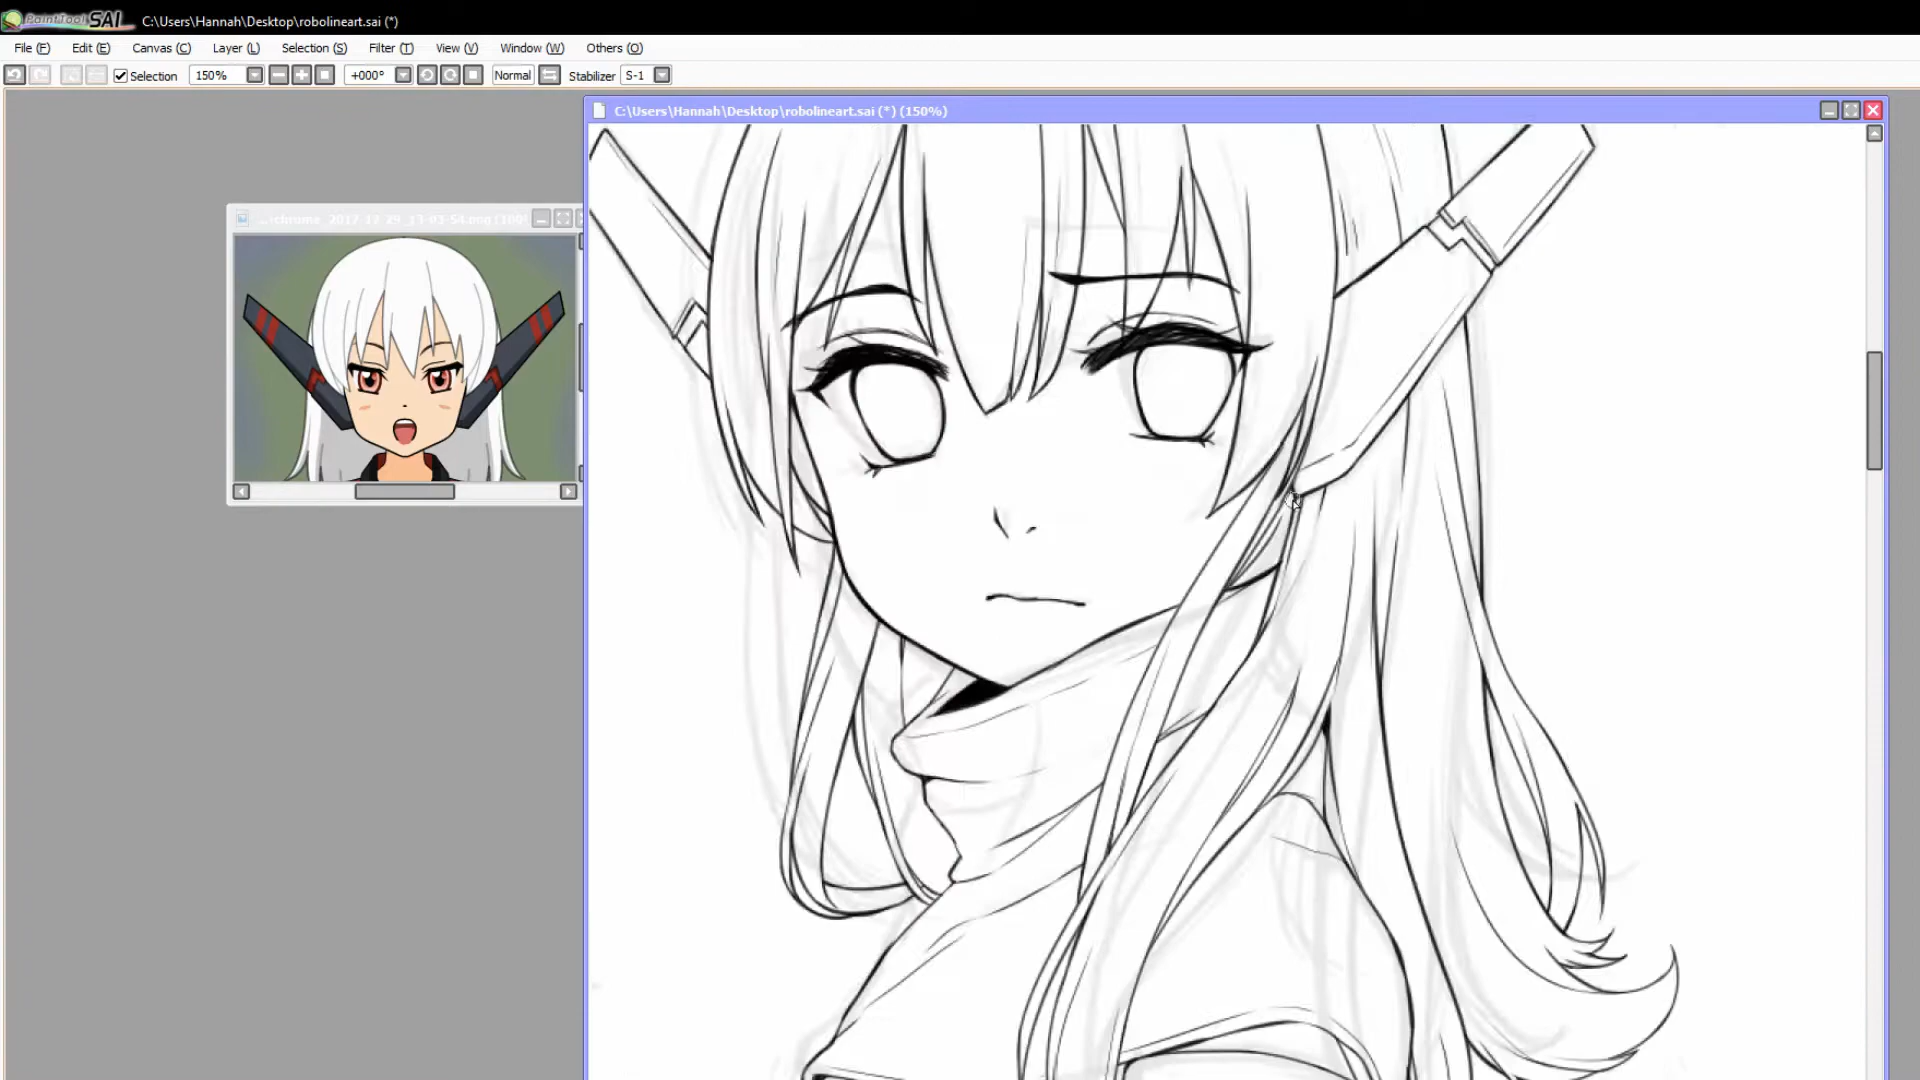 PaintTool SAI C:\Users\Hannah\Desktop\robolineart.sai (*)
File (F) Edit (E) Canvas (C) Layer (L) Selection (S) Filter (T) View (V) Window (W) Others (O)
Selection 150% +000° Normal Stabilizer S-1
C:\Users\Hannah\Desktop\robolineart.sai (*) (150%)